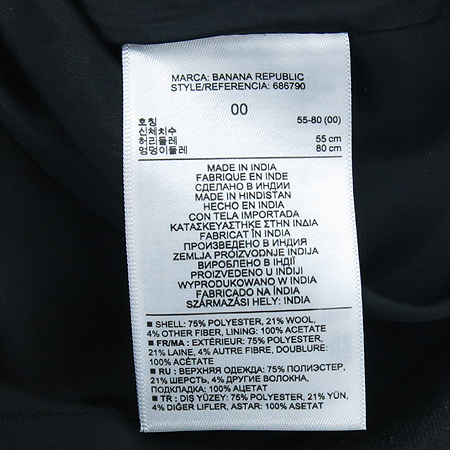 MARCA: BANANA REPUBLIC
STYLE/REFERENCIA: 686790
00
호칭 55-80 (00)
신체치수
허리둘레 55 cm
엉덩이둘레 80 cm
MADE IN INDIA
FABRIQUE EN INDE
СДЕЛАНО В ИНДИИ
MADE IN HINDISTAN
HECHO EN INDIA
CON TELA IMPORTADA
ΚΑΤΑΣΚΕΥΑΣΤΗΚΕ ΣΤΗΝ ΙΝΔΙΑ
FABRICAT ÎN INDIA
ПРОИЗВЕДЕНО В ИНДИЯ
ZEMLJA PROIZVODNJE INDIJA
ВИРОБЛЕНО В ІНДІЇ
PROIZVEDENO U INDIJI
WYPRODUKOWANO W INDIA
FABRICADO NA INDIA
SZÁRMAZÁSI HELY: INDIA
■ SHELL: 75% POLYESTER, 21% WOOL,
4% OTHER FIBER, LINING: 100% ACETATE
■ FR/MA : EXTÉRIEUR: 75% POLYESTER,
21% LAINE, 4% AUTRE FIBRE, DOUBLURE:
100% ACÉTATE
■ RU : ВЕРХНЯЯ ОДЕЖДА: 75% ПОЛИЭСТЕР,
21% ШЕРСТЬ, 4% ДРУГИЕ ВОЛОКНА,
ПОДКЛАДКА: 100% АЦЕТАТ
■ TR : DIŞ YÜZEY: 75% POLYESTER, 21% YÜN,
4% DİĞER LIFLER, ASTAR: 100% ASETAT